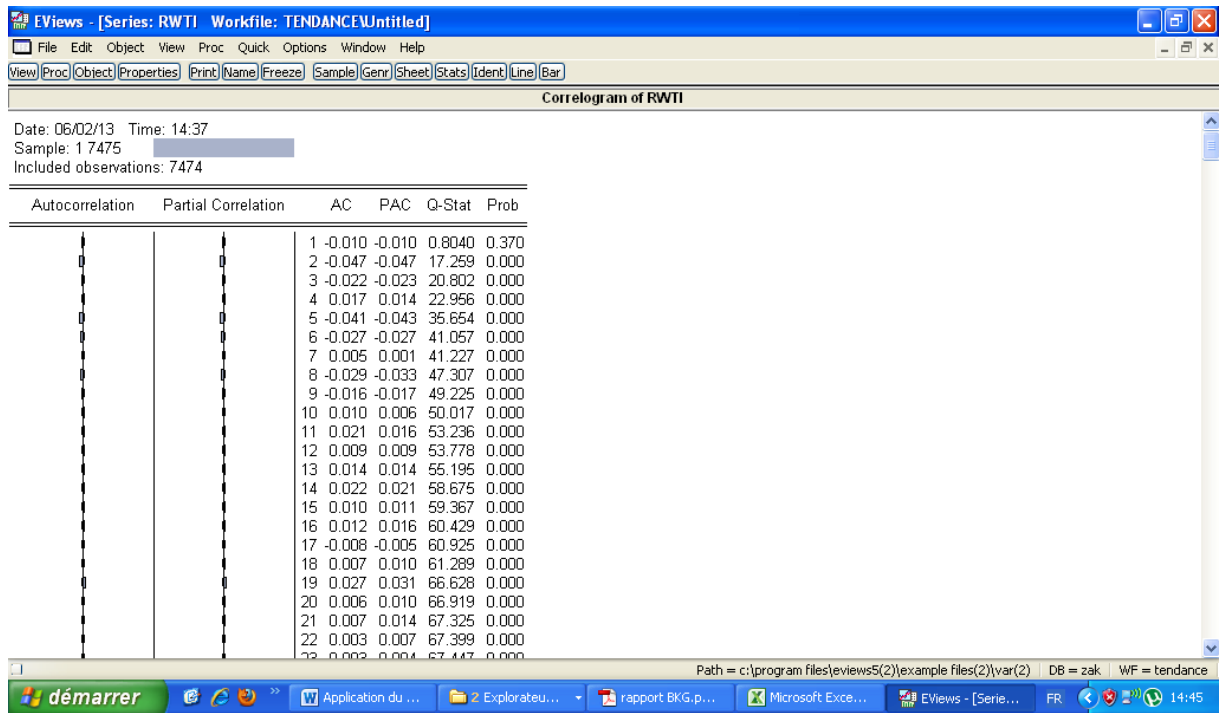 EViews - [Series: RWTI Workfile: TENDANCE\Untitled]
File Edit Object View Proc Quick Options Window Help
View Proc Object Properties Print Name Freeze Sample Genr Sheet Stats Ident Line Bar
Correlogram of RWTI
Date: 06/02/13 Time: 14:37
Sample: 1 7475
Included observations: 7474
Autocorrelation Partial Correlation AC PAC Q-Stat Prob
1 -0.010 -0.010 0.8040 0.370
2 -0.047 -0.047 17.259 0.000
3 -0.022 -0.023 20.802 0.000
4 0.017 0.014 22.956 0.000
5 -0.041 -0.043 35.654 0.000
6 -0.027 -0.027 41.057 0.000
7 0.005 0.001 41.227 0.000
8 -0.029 -0.033 47.307 0.000
9 -0.016 -0.017 49.225 0.000
10 0.010 0.006 50.017 0.000
11 0.021 0.016 53.236 0.000
12 0.009 0.009 53.778 0.000
13 0.014 0.014 55.195 0.000
14 0.022 0.021 58.675 0.000
15 0.010 0.011 59.367 0.000
16 0.012 0.016 60.429 0.000
17 -0.008 -0.005 60.925 0.000
18 0.007 0.010 61.289 0.000
19 0.027 0.031 66.628 0.000
20 0.006 0.010 66.919 0.000
21 0.007 0.014 67.325 0.000
22 0.003 0.007 67.399 0.000
23 0.003 0.004 67.447 0.000
Path = c:\program files\eviews5(2)\example files(2)\var(2) DB = zak WF = tendance
démarrer » Application du ... 2 Explorateu... rapport BKG.p... Microsoft Exce... EViews - [Serie... FR 14:45